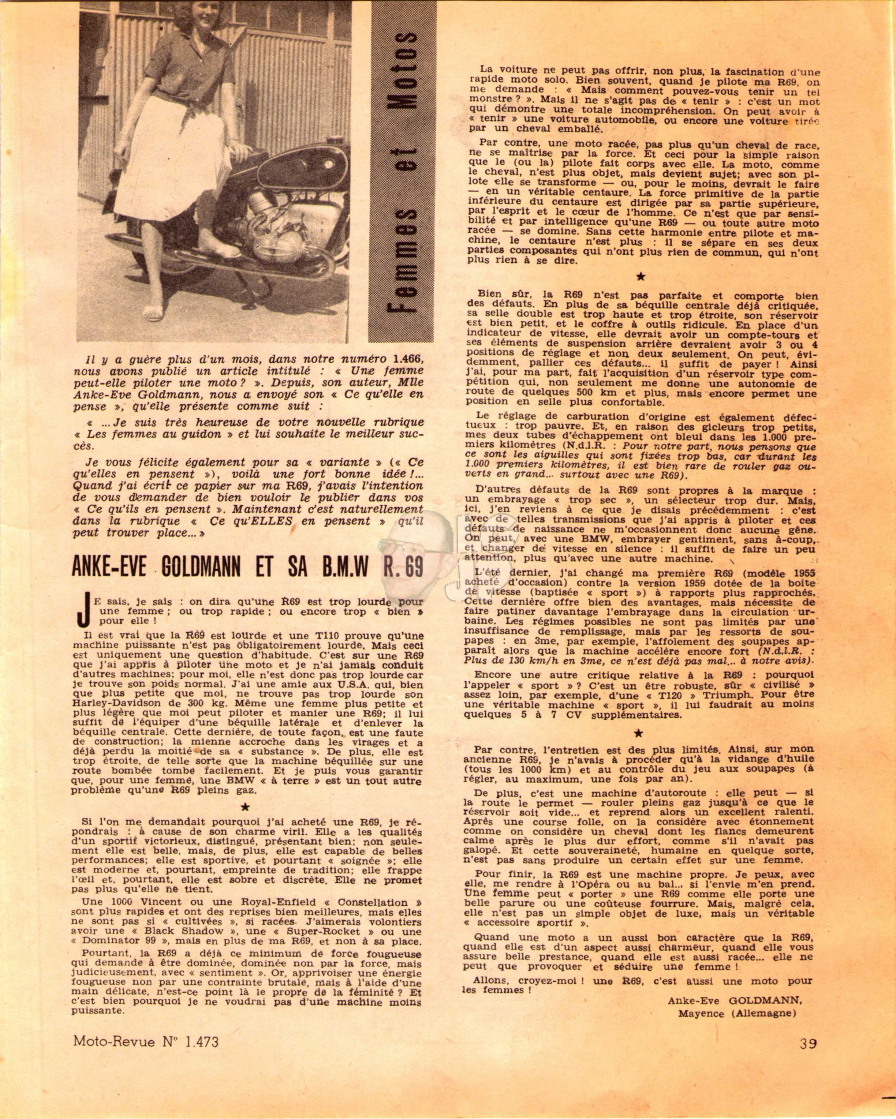 Femmes et Motos
Il y a guère plus d'un mois, dans notre numéro 1.466,
nous avons publié un article intitulé : « Une femme
peut-elle piloter une moto ? ». Depuis, son auteur, Mlle
Anke-Eve Goldmann, nous a envoyé son « Ce qu'elle en
pense », qu'elle présente comme suit :
« ...Je suis très heureuse de votre nouvelle rubrique
« Les femmes au guidon » et lui souhaite le meilleur suc-
cès.
Je vous félicite également pour sa « variante » (« Ce
qu'elles en pensent »), voilà une fort bonne idée !...
Quand j'ai écrit ce papier sur ma R69, j'avais l'intention
de vous demander de bien vouloir le publier dans vos
« Ce qu'ils en pensent ». Maintenant c'est naturellement
dans la rubrique « Ce qu'ELLES en pensent » qu'il
peut trouver place... »
ANKE-EVE GOLDMANN ET SA B.M.W R.69
JE sais, je sais : on dira qu'une R69 est trop lourde pour
une femme ; ou trop rapide ; ou encore trop « bien »
pour elle !
Il est vrai que la R69 est lourde et une T110 prouve qu'une
machine puissante n'est pas obligatoirement lourde. Mais ceci
est uniquement une question d'habitude. C'est sur une R69
que j'ai appris à piloter une moto et je n'ai jamais conduit
d'autres machines; pour moi, elle n'est donc pas trop lourde car
je trouve son poids normal. J'ai une amie aux U.S.A. qui, bien
que plus petite que moi, ne trouve pas trop lourde son
Harley-Davidson de 300 kg. Même une femme plus petite et
plus légère que moi peut piloter et manier une R69; il lui
suffit de l'équiper d'une béquille latérale et d'enlever la
béquille centrale. Cette dernière, de toute façon, est une faute
de construction; la mienne accroche dans les virages et a
déjà perdu la moitié de sa « substance ». De plus, elle est
trop étroite, de telle sorte que la machine béquillée sur une
route bombée tombe facilement. Et je puis vous garantir
que, pour une femme, une BMW « à terre » est un tout autre
problème qu'une R69 pleins gaz.
★
Si l'on me demandait pourquoi j'ai acheté une R69, je ré-
pondrais : à cause de son charme viril. Elle a les qualités
d'un sportif victorieux, distingué, présentant bien; non seule-
ment elle est belle, mais, de plus, elle est capable de belles
performances; elle est sportive, et pourtant « soignée »; elle
est moderne et, pourtant, empreinte de tradition; elle frappe
l'œil et, pourtant, elle est sobre et discrète. Elle ne promet
pas plus qu'elle ne tient.
Une 1000 Vincent ou une Royal-Enfield « Constellation »
sont plus rapides et ont des reprises bien meilleures, mais elles
ne sont pas si « cultivées », si racées. J'aimerais volontiers
avoir une « Black Shadow », une « Super-Rocket » ou une
« Dominator 99 », mais en plus de ma R69, et non à sa place.
Pourtant, la R69 a déjà ce minimum de force fougueuse
qui demande à être dominée, dominée non par la force, mais
judicieusement, avec « sentiment ». Or, apprivoiser une énergie
fougueuse non par une contrainte brutale, mais à l'aide d'une
main délicate, n'est-ce point là le propre de la féminité ? Et
c'est bien pourquoi je ne voudrai pas d'une machine moins
puissante.
La voiture ne peut pas offrir, non plus, la fascination d'une
rapide moto solo. Bien souvent, quand je pilote ma R69, on
me demande : « Mais comment pouvez-vous tenir un tel
monstre ? ». Mais il ne s'agit pas de « tenir » : c'est un mot
qui démontre une totale incompréhension. On peut avoir à
« tenir » une voiture automobile, ou encore une voiture tirée
par un cheval emballé.
Par contre, une moto racée, pas plus qu'un cheval de race,
ne se maîtrise par la force. Et ceci pour la simple raison
que le (ou la) pilote fait corps avec elle. La moto, comme
le cheval, n'est plus objet, mais devient sujet; avec son pi-
lote elle se transforme — ou, pour le moins, devrait le faire
— en un véritable centaure. La force primitive de la partie
inférieure du centaure est dirigée par sa partie supérieure,
par l'esprit et le cœur de l'homme. Ce n'est que par sensi-
bilité et par intelligence qu'une R69 — ou toute autre moto
racée — se domine. Sans cette harmonie entre pilote et ma-
chine, le centaure n'est plus : il se sépare en ses deux
parties composantes qui n'ont plus rien de commun, qui n'ont
plus rien à se dire.
★
Bien sûr, la R69 n'est pas parfaite et comporte bien
des défauts. En plus de sa béquille centrale déjà critiquée,
sa selle double est trop haute et trop étroite, son réservoir
est bien petit, et le coffre à outils ridicule. En place d'un
indicateur de vitesse, elle devrait avoir un compte-tours et
ses éléments de suspension arrière devraient avoir 3 ou 4
positions de réglage et non deux seulement. On peut, évi-
demment, pallier ces défauts... il suffit de payer ! Ainsi
j'ai, pour ma part, fait l'acquisition d'un réservoir type com-
pétition qui, non seulement me donne une autonomie de
route de quelques 500 km et plus, mais encore permet une
position en selle plus confortable.
Le réglage de carburation d'origine est également défec-
tueux : trop pauvre. Et, en raison des gicleurs trop petits,
mes deux tubes d'échappement ont bleui dans les 1.000 pre-
miers kilomètres (N.d.l.R. : Pour notre part, nous pensons que
ce sont les aiguilles qui sont fixées trop bas, car durant les
1.000 premiers kilomètres, il est bien rare de rouler gaz ou-
verts en grand... surtout avec une R69).
D'autres défauts de la R69 sont propres à la marque :
un embrayage « trop sec », un sélecteur trop dur. Mais,
ici, j'en reviens à ce que je disais précédemment : c'est
avec de telles transmissions que j'ai appris à piloter et ces
défauts de naissance ne m'occasionnent donc aucune gêne.
On peut, avec une BMW, embrayer gentiment, sans à-coup,
et changer de vitesse en silence : il suffit de faire un peu
attention, plus qu'avec une autre machine.
L'été dernier, j'ai changé ma première R69 (modèle 1955
acheté d'occasion) contre la version 1959 dotée de la boîte
de vitesse (baptisée « sport ») à rapports plus rapprochés.
Cette dernière offre bien des avantages, mais nécessite de
faire patiner davantage l'embrayage dans la circulation ur-
baine. Les régimes possibles ne sont pas limités par une
insuffisance de remplissage, mais par les ressorts de sou-
papes : en 3me, par exemple, l'affolement des soupapes ap-
paraît alors que la machine accélère encore fort (N.d.l.R. :
Plus de 130 km/h en 3me, ce n'est déjà pas mal... à notre avis).
Encore une autre critique relative à la R69 : pourquoi
l'appeler « sport » ? C'est un être robuste, sûr « civilisé »
assez loin, par exemple, d'une « T120 » Triumph. Pour être
une véritable machine « sport », il lui faudrait au moins
quelques 5 à 7 CV supplémentaires.
★
Par contre, l'entretien est des plus limités. Ainsi, sur mon
ancienne R69, je n'avais à procéder qu'à la vidange d'huile
(tous les 1000 km) et au contrôle du jeu aux soupapes (à
régler, au maximum, une fois par an).
De plus, c'est une machine d'autoroute : elle peut — si
la route le permet — rouler pleins gaz jusqu'à ce que le
réservoir soit vide... et reprend alors un excellent ralenti.
Après une course folle, on la considère avec étonnement
comme on considère un cheval dont les flancs demeurent
calme après le plus dur effort, comme s'il n'avait pas
galopé. Et cette souveraineté, humaine en quelque sorte,
n'est pas sans produire un certain effet sur une femme.
Pour finir, la R69 est une machine propre. Je peux, avec
elle, me rendre à l'Opéra ou au bal... si l'envie m'en prend.
Une femme peut « porter » une R69 comme elle porte une
belle parure ou une coûteuse fourrure. Mais, malgré cela,
elle n'est pas un simple objet de luxe, mais un véritable
« accessoire sportif ».
Quand une moto a un aussi bon caractère que la R69,
quand elle est d'un aspect aussi charmeur, quand elle vous
assure belle prestance, quand elle est aussi racée... elle ne
peut que provoquer et séduire une femme !
Allons, croyez-moi ! une R69, c'est aussi une moto pour
les femmes !
Anke-Eve GOLDMANN,
Mayence (Allemagne)
Moto-Revue N° 1.473
39